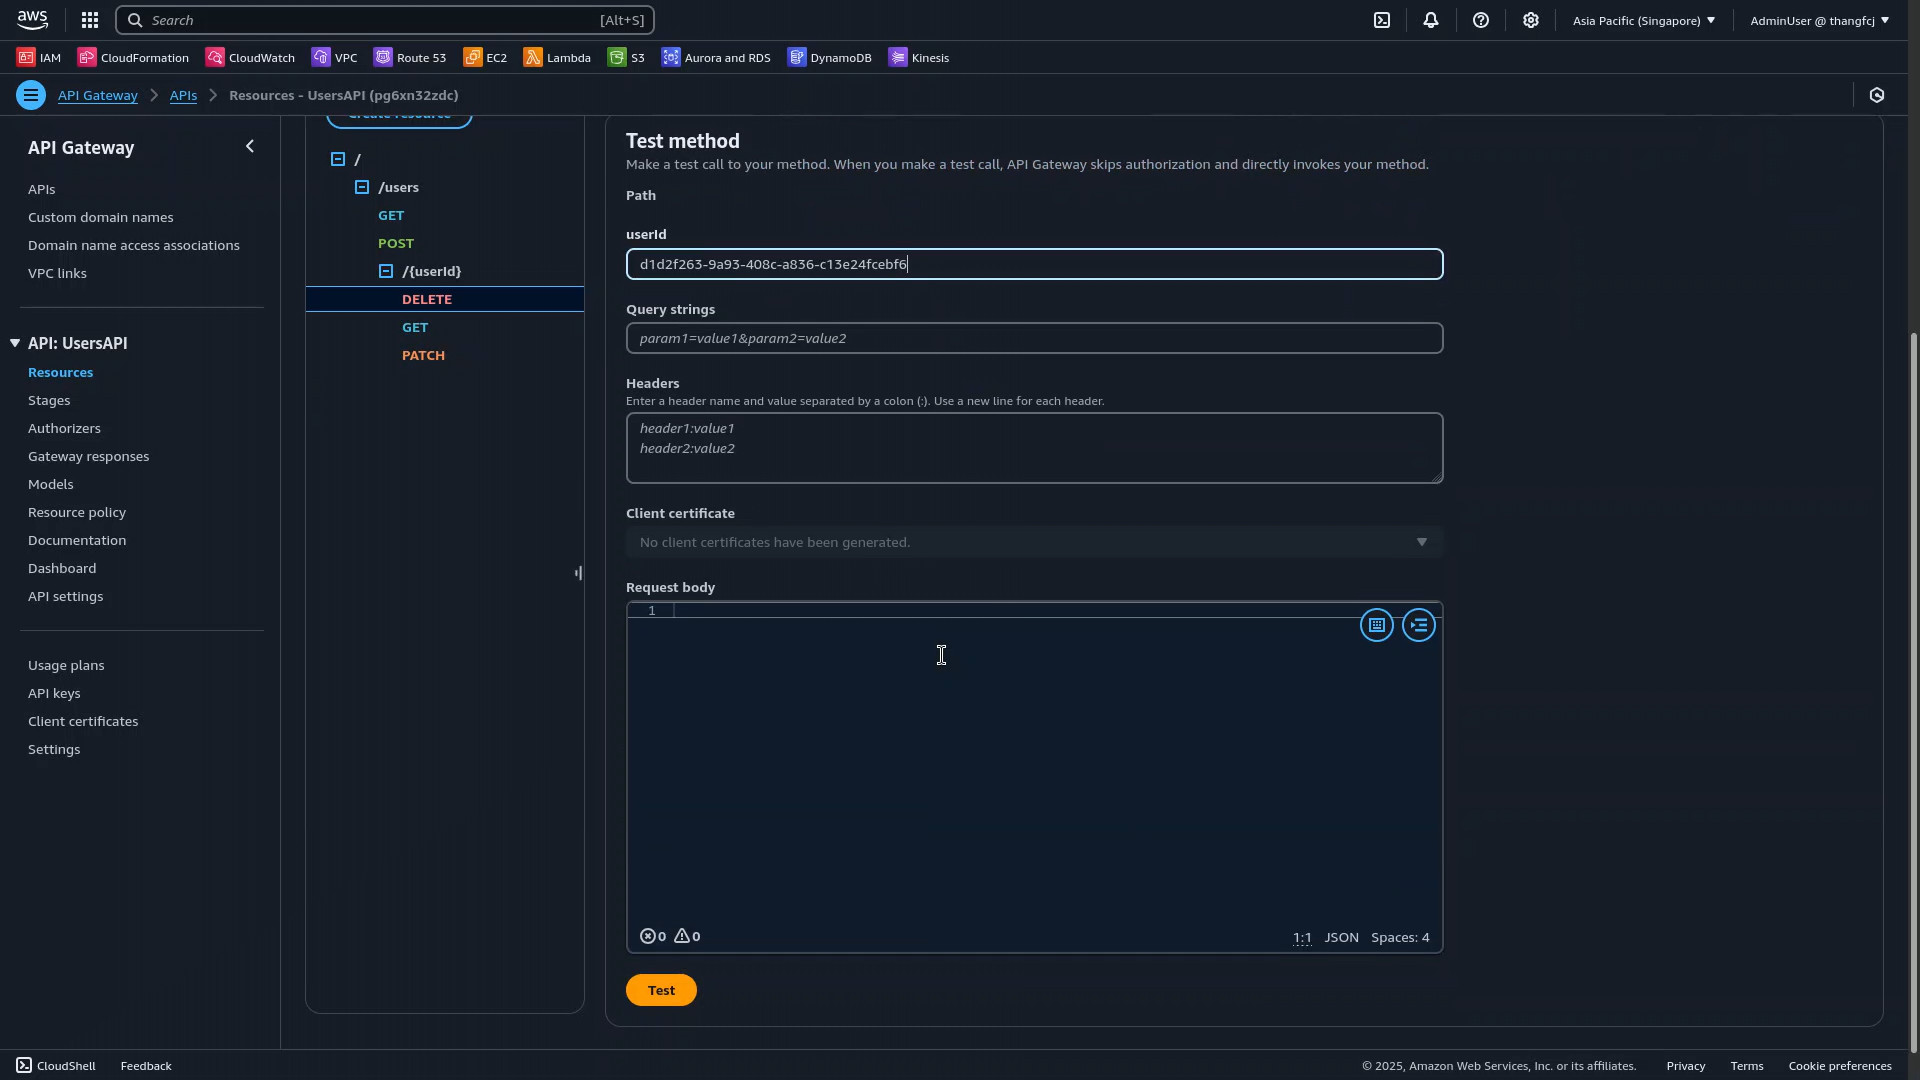 aws
Search
[Alt+S]
Asia Pacific (Singapore)
AdminUser @ thangfcj
IAM
CloudFormation
CloudWatch
VPC
Route 53
EC2
Lambda
S3
Aurora and RDS
DynamoDB
Kinesis
API Gateway
APIs
Resources - UsersAPI (pg6xn32zdc)
API Gateway
APIs
Custom domain names
Domain name access associations
VPC links
API: UsersAPI
Resources
Stages
Authorizers
Gateway responses
Models
Resource policy
Documentation
Dashboard
API settings
Usage plans
API keys
Client certificates
Settings
Create resource
/
/users
GET
POST
/{userId}
DELETE
GET
PATCH
Test method
Make a test call to your method. When you make a test call, API Gateway skips authorization and directly invokes your method.
Path
userId
d1d2f263-9a93-408c-a836-c13e24fcebf6
Query strings
param1=value1&param2=value2
Headers
Enter a header name and value separated by a colon (:). Use a new line for each header.
header1:value1
header2:value2
Client certificate
No client certificates have been generated.
Request body
1
0
0
1:1
JSON
Spaces: 4
Test
CloudShell
Feedback
© 2025, Amazon Web Services, Inc. or its affiliates.
Privacy
Terms
Cookie preferences